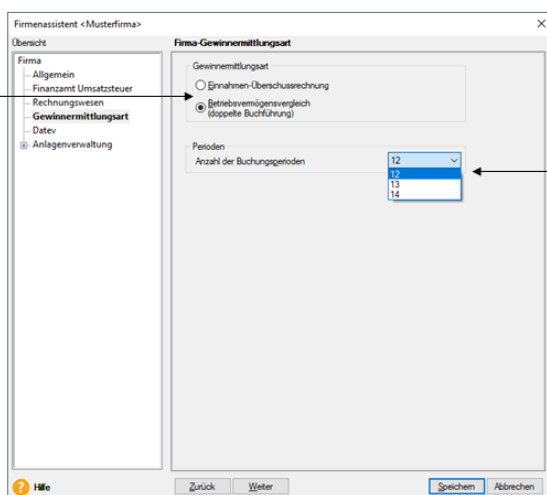 Firmenassistent <Musterfirma>
Übersicht
Firma
Allgemein
Finanzamt Umsatzsteuer
Rechnungswesen
Gewinnermittlungsart
Datev
Anlagenverwaltung
Firma-Gewinnermittlungsart
Gewinnermittlungsart
Einnahmen-Überschussrechnung
Betriebsvermögensvergleich
(doppelte Buchführung)
Perioden
Anzahl der Buchungsperioden 12
12
13
14
Hilfe Zurück Weiter Speichern Abbrechen